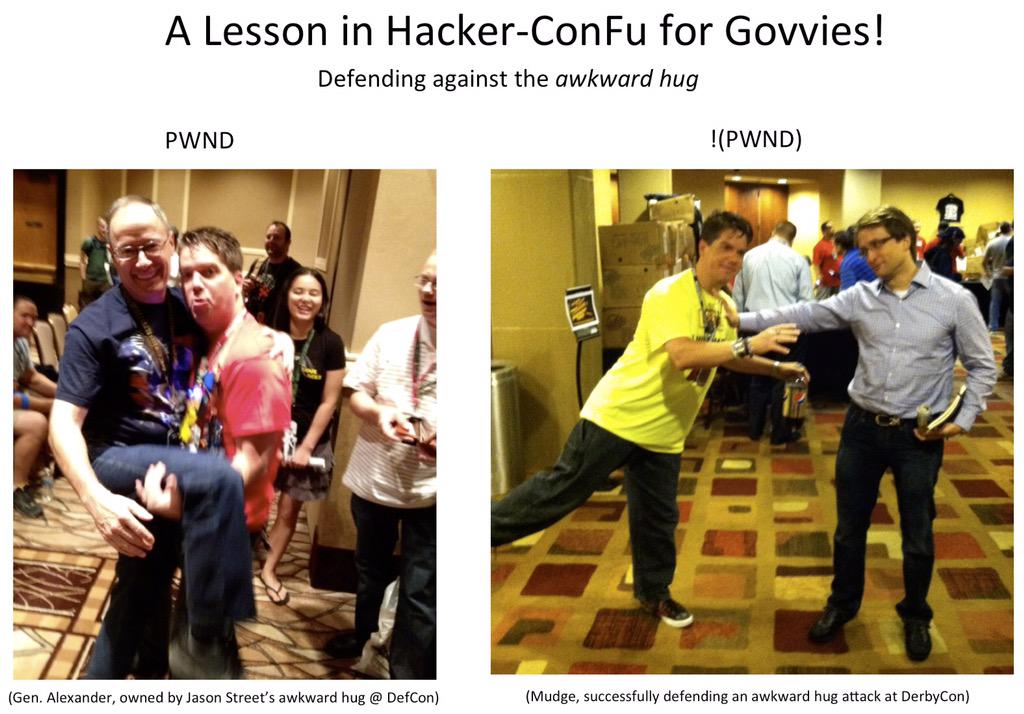 A Lesson in Hacker-ConFu for Govvies!
Defending against the awkward hug
PWND
!(PWND)
(Gen. Alexander, owned by Jason Street's awkward hug @ DefCon)
(Mudge, successfully defending an awkward hug attack at DerbyCon)